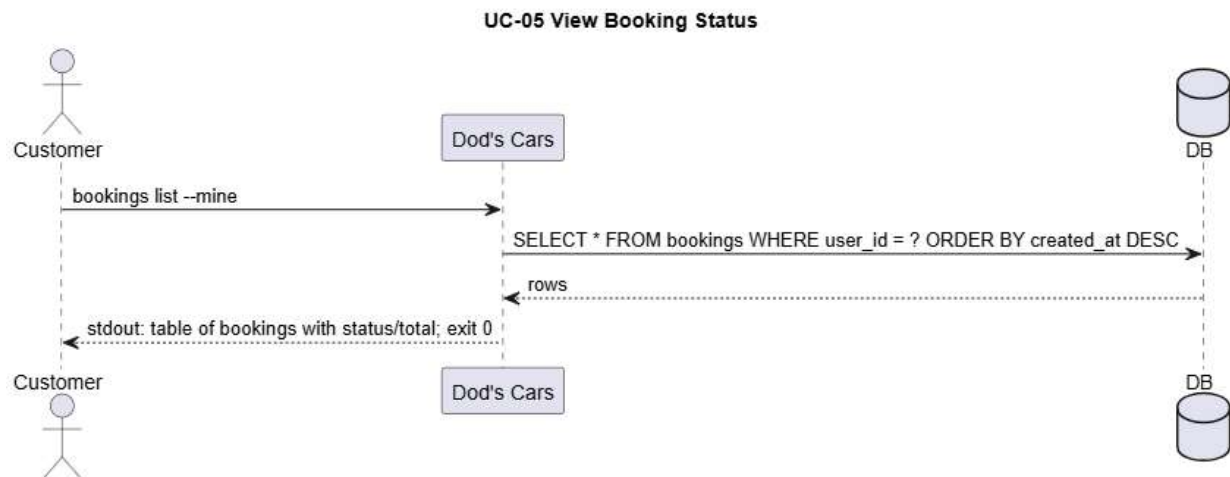 UC-05 View Booking Status
Customer
Dod's Cars
DB
bookings list --mine
SELECT * FROM bookings WHERE user_id = ? ORDER BY created_at DESC
rows
stdout: table of bookings with status/total; exit 0
Customer
Dod's Cars
DB